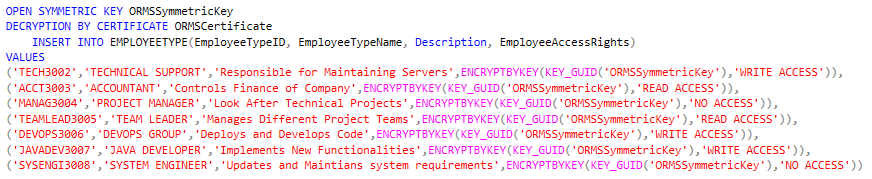 OPEN SYMMETRIC KEY ORMSSymmetricKey
DECRYPTION BY CERTIFICATE ORMSCertificate
INSERT INTO EMPLOYEETYPE(EmployeeTypeID, EmployeeTypeName, Description, EmployeeAccessRights)
VALUES
('TECH3002','TECHNICAL SUPPORT','Responsible for Maintaining Servers',ENCRYPTBYKEY(KEY_GUID('ORMSSymmetricKey'),'WRITE ACCESS')),
('ACCT3003','ACCOUNTANT','Controls Finance of Company',ENCRYPTBYKEY(KEY_GUID('ORMSSymmetricKey'),'READ ACCESS')),
('MANAG3004','PROJECT MANAGER','Look After Technical Projects',ENCRYPTBYKEY(KEY_GUID('ORMSSymmetricKey'),'NO ACCESS')),
('TEAMLEAD3005','TEAM LEADER','Manages Different Project Teams',ENCRYPTBYKEY(KEY_GUID('ORMSSymmetricKey'),'READ ACCESS')),
('DEVOPS3006','DEVOPS GROUP','Deploys and Develops Code',ENCRYPTBYKEY(KEY_GUID('ORMSSymmetricKey'),'WRITE ACCESS')),
('JAVADEV3007','JAVA DEVELOPER','Implements New Functionalities',ENCRYPTBYKEY(KEY_GUID('ORMSSymmetricKey'),'WRITE ACCESS')),
('SYSENGI3008','SYSTEM ENGINEER','Updates and Maintians system requirements',ENCRYPTBYKEY(KEY_GUID('ORMSSymmetricKey'),'NO ACCESS'))